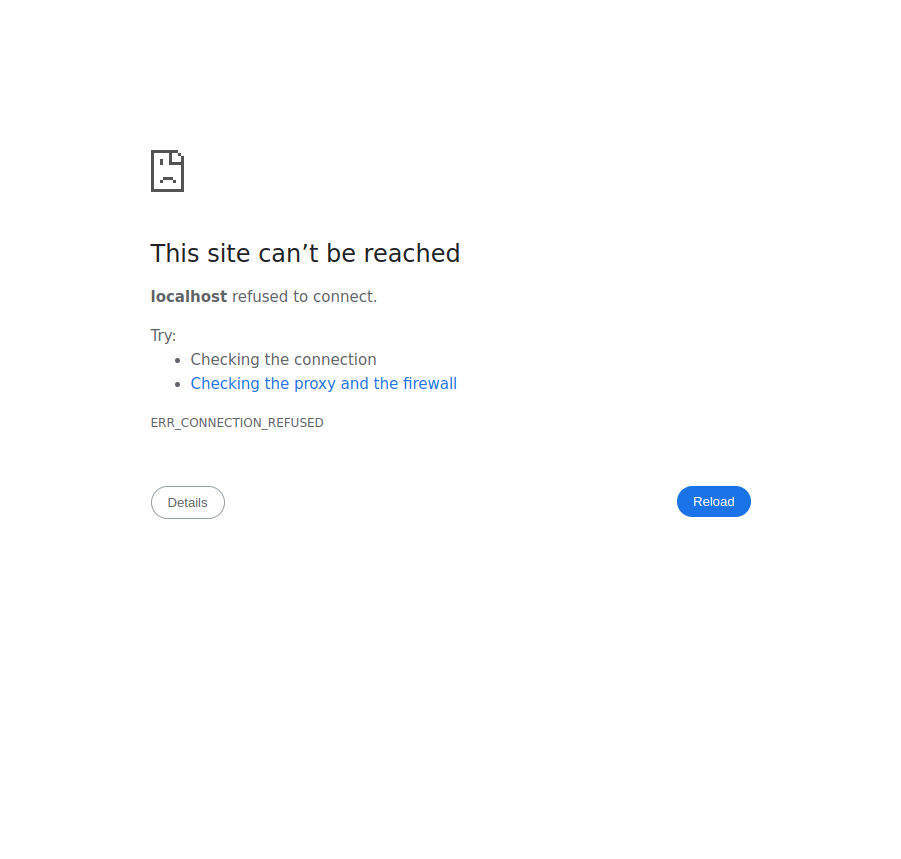 This site can’t be reached
localhost refused to connect.
Try:
Checking the connection
Checking the proxy and the firewall
ERR_CONNECTION_REFUSED
Details
Reload